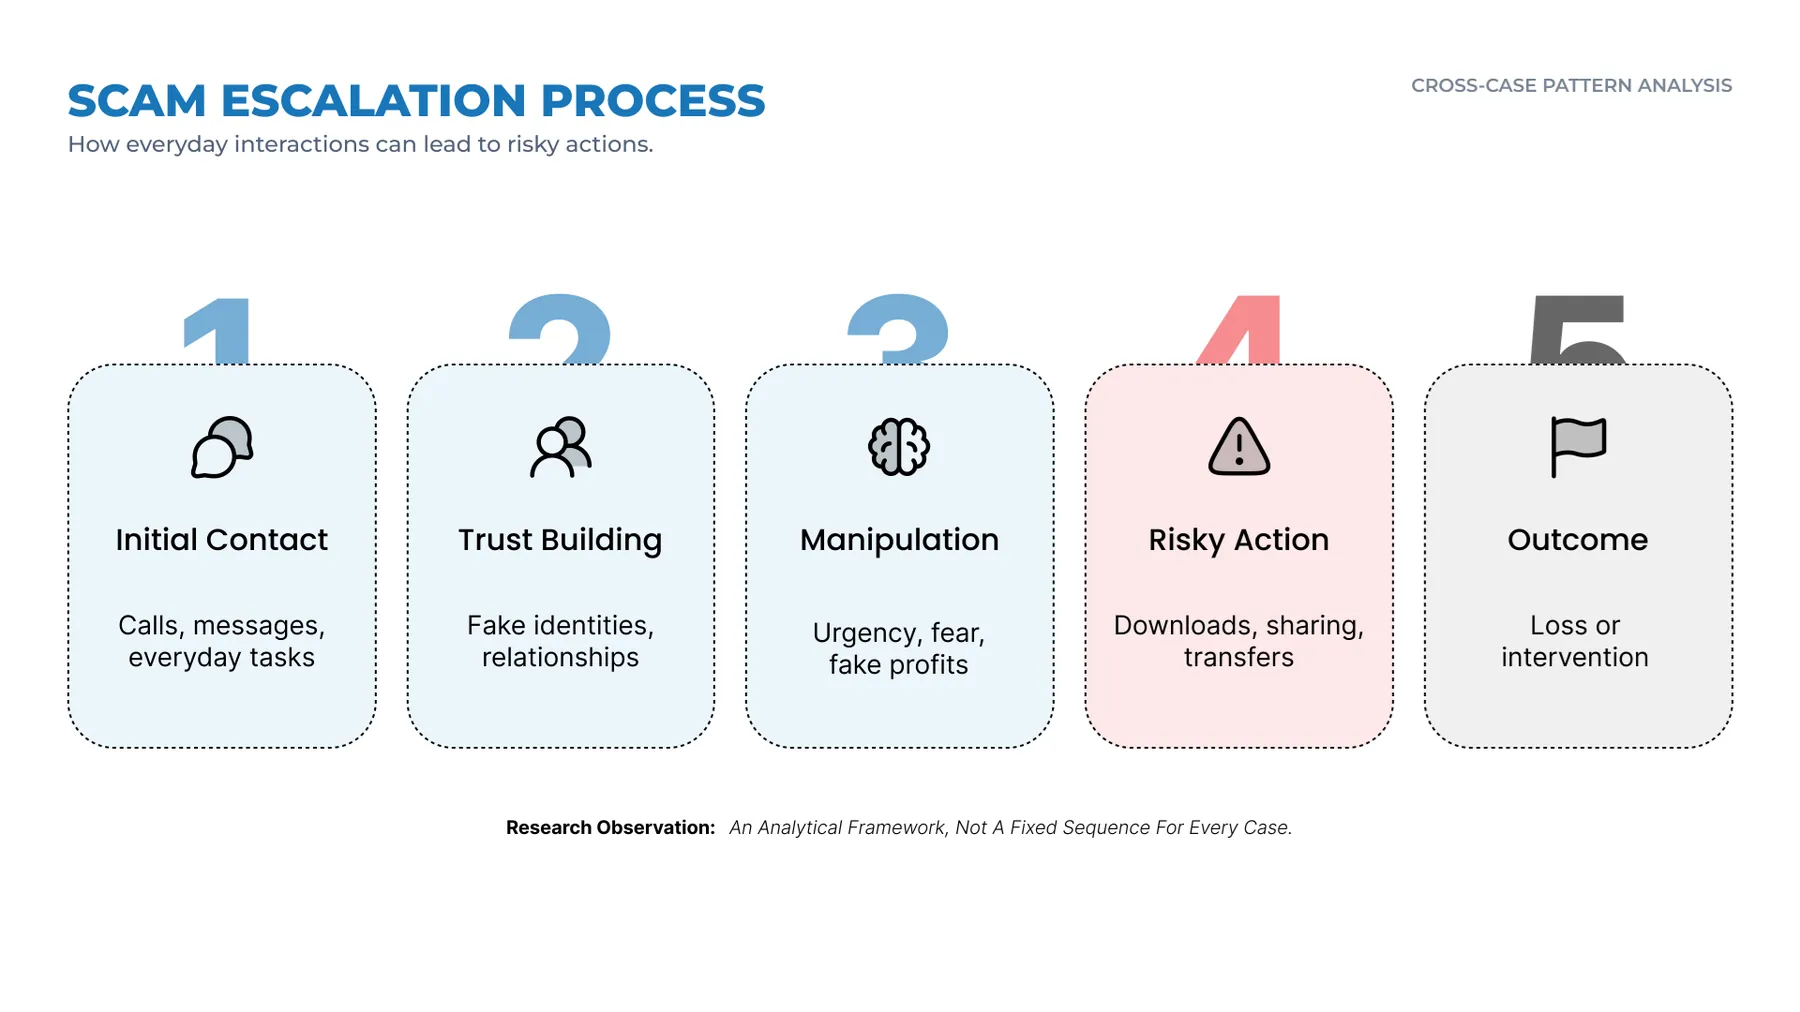 SCAM ESCALATION PROCESS
CROSS-CASE PATTERN ANALYSIS
How everyday interactions can lead to risky actions.
1
Initial Contact
Calls, messages,
everyday tasks
2
Trust Building
Fake identities,
relationships
3
Manipulation
Urgency, fear,
fake profits
4
Risky Action
Downloads, sharing,
transfers
5
Outcome
Loss or
intervention
Research Observation: An Analytical Framework, Not A Fixed Sequence For Every Case.